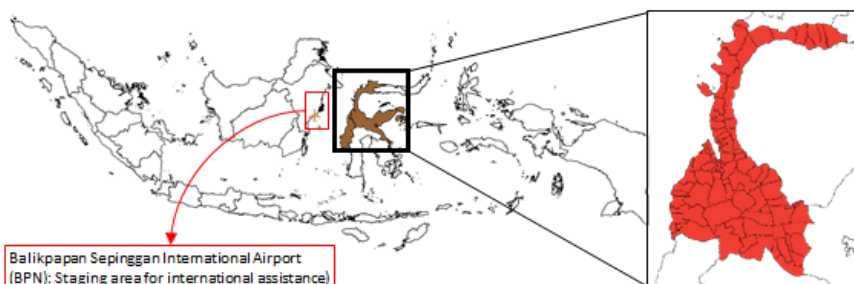 Balikpapan Sepinggan International Airport
(BPN): Staging area for international assistance)